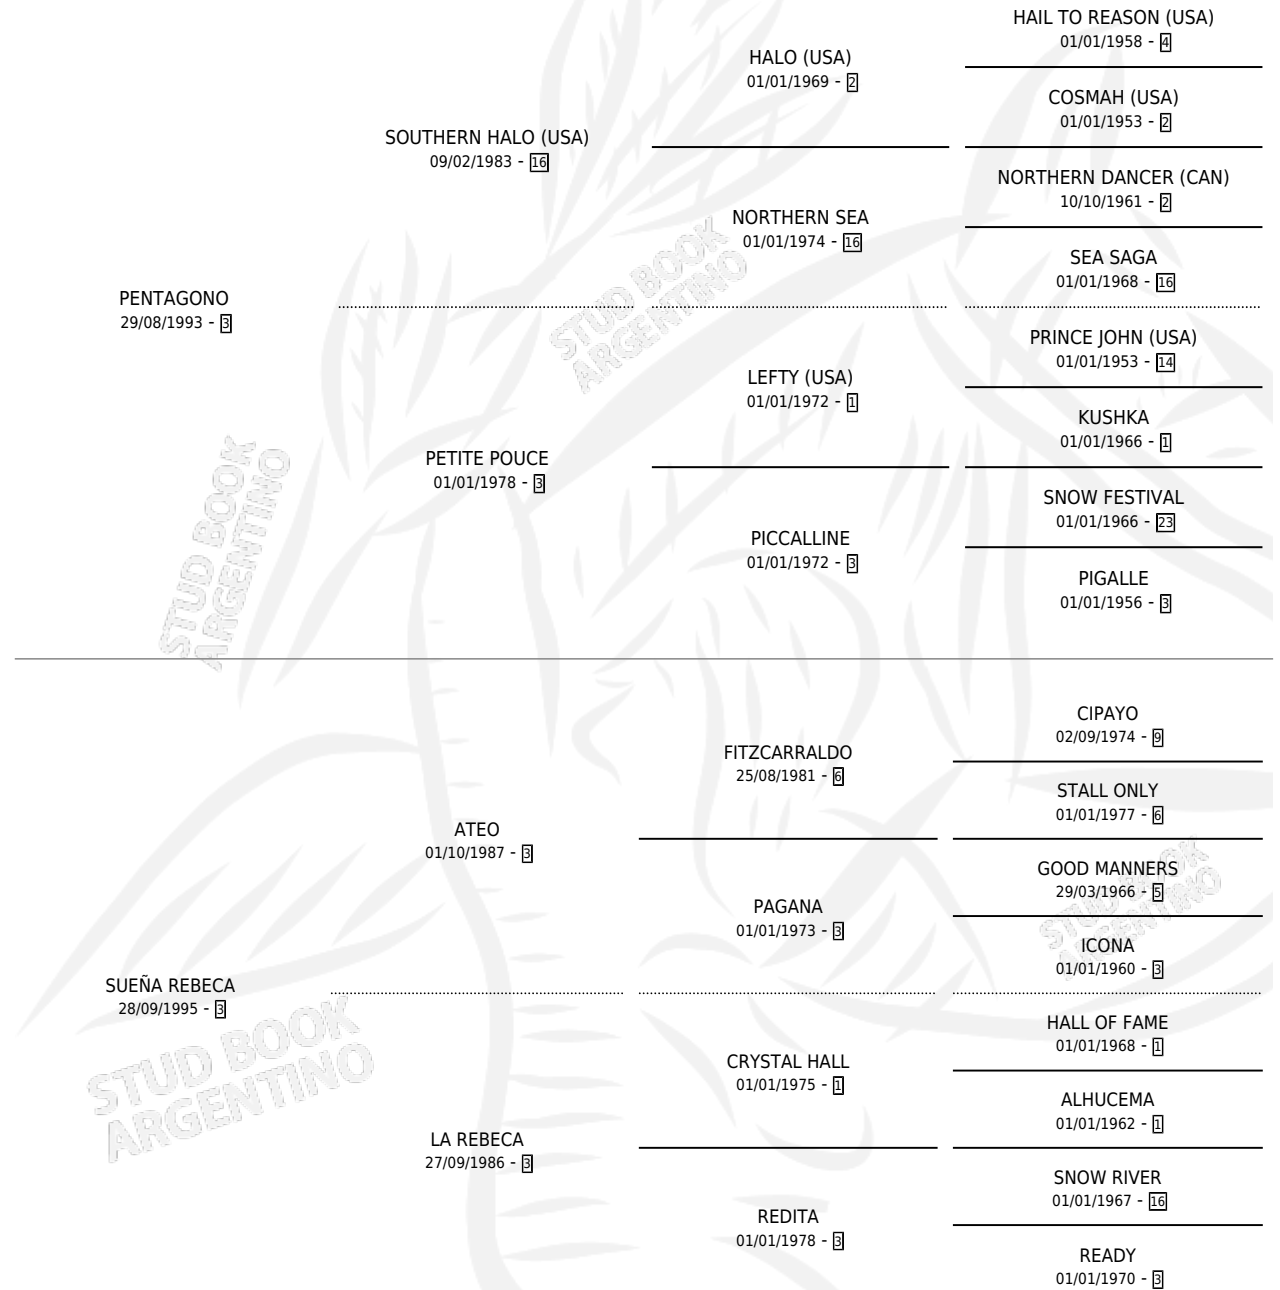 HAIL TO REASON (USA)
01/01/1958 - 4
HALO (USA)
01/01/1969 - 2
COSMAH (USA)
01/01/1953 - 2
SOUTHERN HALO (USA)
09/02/1983 - 16
NORTHERN DANCER (CAN)
10/10/1961 - 2
NORTHERN SEA
01/01/1974 - 16
SEA SAGA
01/01/1968 - 16
PENTAGONO
29/08/1993 - 3
PRINCE JOHN (USA)
01/01/1953 - 14
LEFTY (USA)
01/01/1972 - 1
KUSHKA
01/01/1966 - 1
PETITE POUCE
01/01/1978 - 3
SNOW FESTIVAL
01/01/1966 - 23
PICCALLINE
01/01/1972 - 3
PIGALLE
01/01/1956 - 3
CIPAYO
02/09/1974 - 9
FITZCARRALDO
25/08/1981 - 6
STALL ONLY
01/01/1977 - 6
ATEO
01/10/1987 - 3
GOOD MANNERS
29/03/1966 - 5
PAGANA
01/01/1973 - 3
ICONA
01/01/1960 - 3
SUEÑA REBECA
28/09/1995 - 3
HALL OF FAME
01/01/1968 - 1
CRYSTAL HALL
01/01/1975 - 1
ALHUCEMA
01/01/1962 - 1
LA REBECA
27/09/1986 - 3
SNOW RIVER
01/01/1967 - 16
REDITA
01/01/1978 - 3
READY
01/01/1970 - 3
STUD BOOK
ARGENTINO
STUD BOOK
ARGENTINO
STUD BOOK
ARGENTINO
STUD BOOK
ARGENTINO